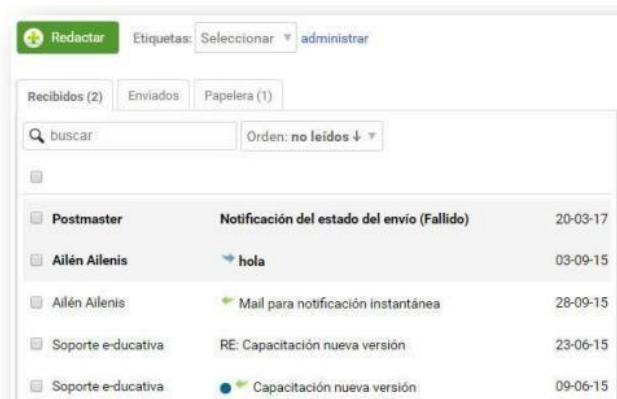 Redactar Etiquetas: Seleccionar administrar
Recibidos (2) Enviados Papelera (1)
buscar Orden: no leídos ↓
Postmaster Notificación del estado del envío (Fallido) 20-03-17
Ailén Ailenis hola 03-09-15
Ailén Ailenis Mail para notificación instantánea 28-09-15
Soporte e-ducativa RE: Capacitación nueva versión 23-06-15
Soporte e-ducativa Capacitación nueva versión 09-06-15